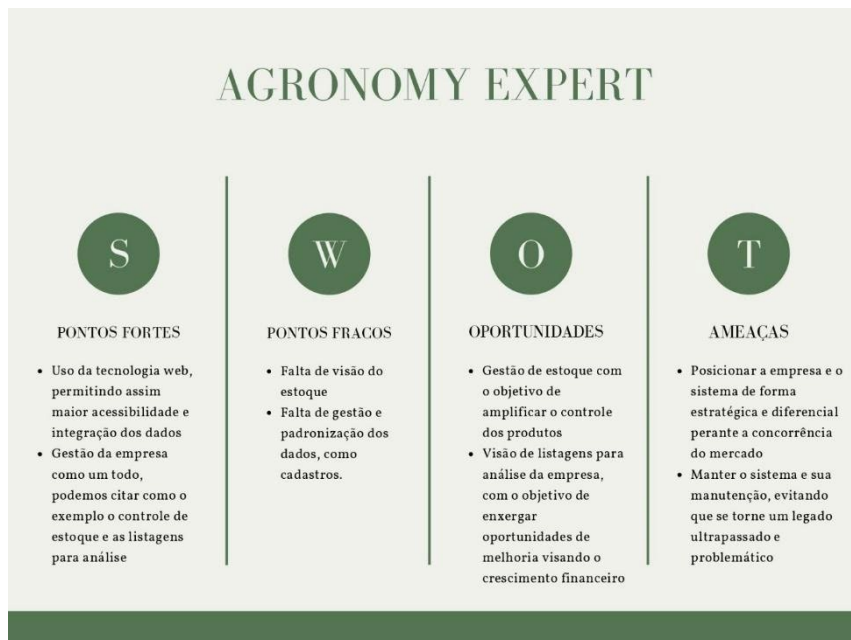 AGRONOMY EXPERT
S
PONTOS FORTES
• Uso da tecnologia web,
permitindo assim
maior acessibilidade e
integração dos dados
• Gestão da empresa
como um todo,
podemos citar como o
exemplo o controle de
estoque e as listagens
para análise
W
PONTOS FRACOS
• Falta de visão do
estoque
• Falta de gestão e
padronização dos
dados, como
cadastros.
O
OPORTUNIDADES
• Gestão de estoque com
o objetivo de
amplificar o controle
dos produtos
• Visão de listagens para
análise da empresa,
com o objetivo de
enxergar
oportunidades de
melhoria visando o
crescimento financeiro
T
AMEAÇAS
• Posicionar a empresa e o
sistema de forma
estratégica e diferencial
perante a concorrência
do mercado
• Manter o sistema e sua
manutenção, evitando
que se torne um legado
ultrapassado e
problemático